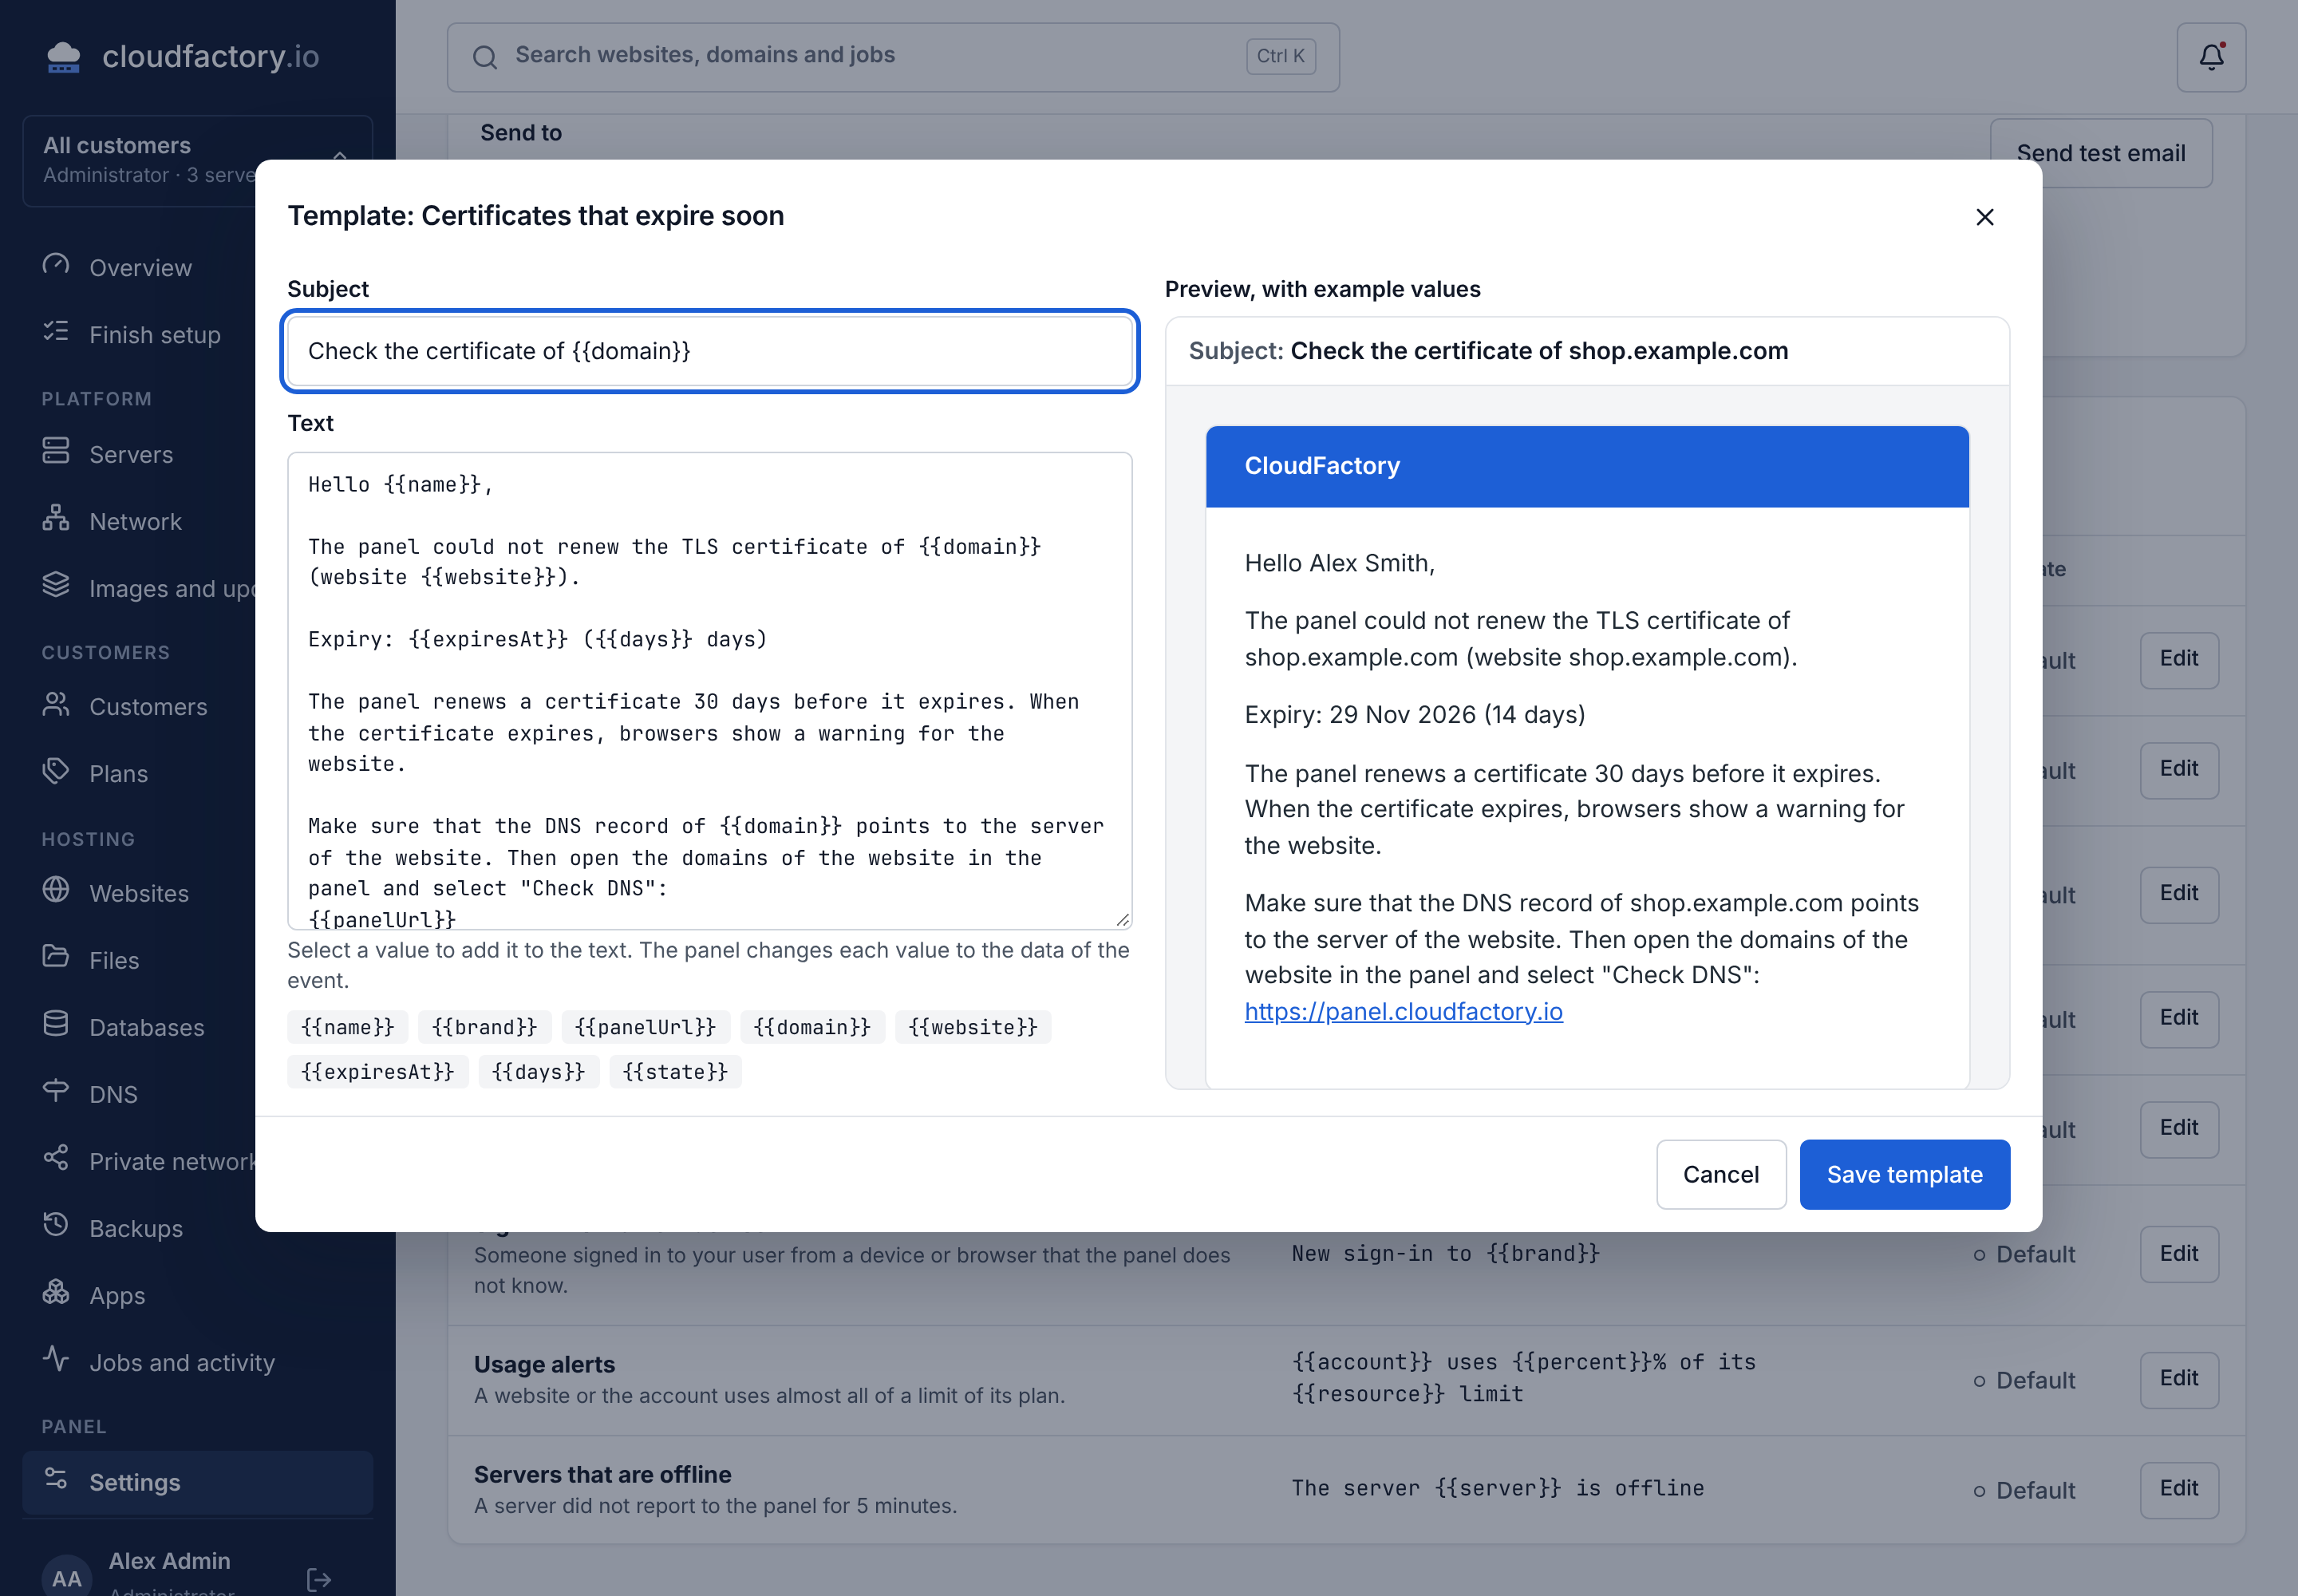 cloudfactory.io
Search websites, domains and jobs
Ctrl K
All customers
Administrator · 3
Send to
Send test email
Overview
Finish setup
PLATFORM
Servers
Network
Images and
CUSTOMERS
Customers
Plans
HOSTING
Websites
Files
Databases
DNS
Private
Backups
Apps
Jobs and activity
PANEL
Settings
AA
Alex Admin
Administrator
Template: Certificates that expire soon
Subject
Check the certificate of {{domain}}
Text
Hello {{name}},
The panel could not renew the TLS certificate of {{domain}}
(website {{website}}).
Expiry: {{expiresAt}} ({{days}} days)
The panel renews a certificate 30 days before it expires. When
the certificate expires, browsers show a warning for the
website.
Make sure that the DNS record of {{domain}} points to the server
of the website. Then open the domains of the website in the
panel and select "Check DNS":
{{panelUrl}}
Select a value to add it to the text. The panel changes each value to the data of the
event.
{{name}} {{brand}} {{panelUrl}} {{domain}} {{website}}
{{expiresAt}} {{days}} {{state}}
Preview, with example values
Subject: Check the certificate of shop.example.com
CloudFactory
Hello Alex Smith,
The panel could not renew the TLS certificate of
shop.example.com (website shop.example.com).
Expiry: 29 Nov 2026 (14 days)
The panel renews a certificate 30 days before it expires.
When the certificate expires, browsers show a warning for
the website.
Make sure that the DNS record of shop.example.com points
to the server of the website. Then open the domains of the
website in the panel and select "Check DNS":
https://panel.cloudfactory.io
Cancel
Save template
Edit
Edit
Edit
Edit
Edit
Someone signed in to your user from a device or browser that the panel does
not know.
New sign-in to {{brand}}
Default
Edit
Usage alerts
A website or the account uses almost all of a limit of its plan.
{{account}} uses {{percent}}% of its
{{resource}} limit
Default
Edit
Servers that are offline
A server did not report to the panel for 5 minutes.
The server {{server}} is offline
Default
Edit